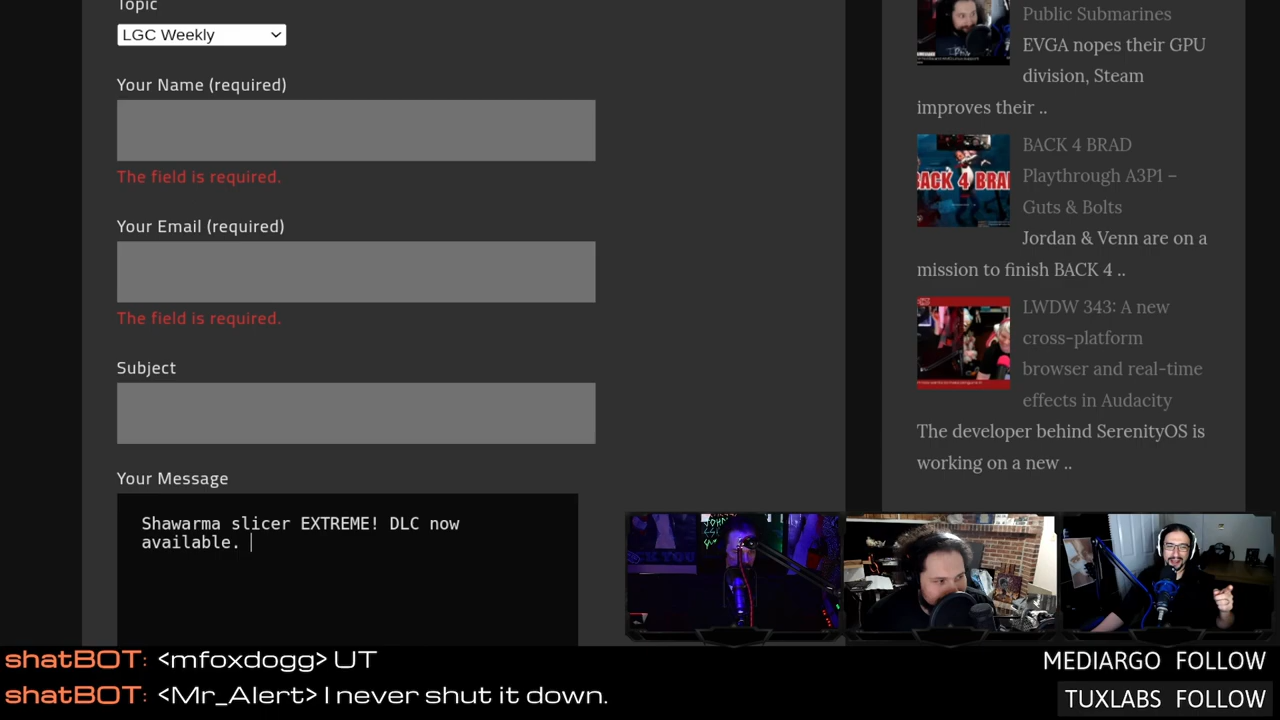 Topic
LGC Weekly
Your Name (required)
The field is required.
Your Email (required)
The field is required.
Subject
Your Message
Shawarma slicer EXTREME! DLC now
available.
Public Submarines
EVGA nopes their GPU
division, Steam
improves their ..
BACK 4 BRAD
Playthrough A3P1 –
Guts & Bolts
Jordan & Venn are on a
mission to finish BACK 4 ..
LWDW 343: A new
cross-platform
browser and real-time
effects in Audacity
The developer behind SerenityOS is
working on a new ..
shatBOT: <mfoxdogg> UT
shatBOT: <Mr_Alert> I never shut it down.
MEDIARGO FOLLOW
TUXLABS FOLLOW